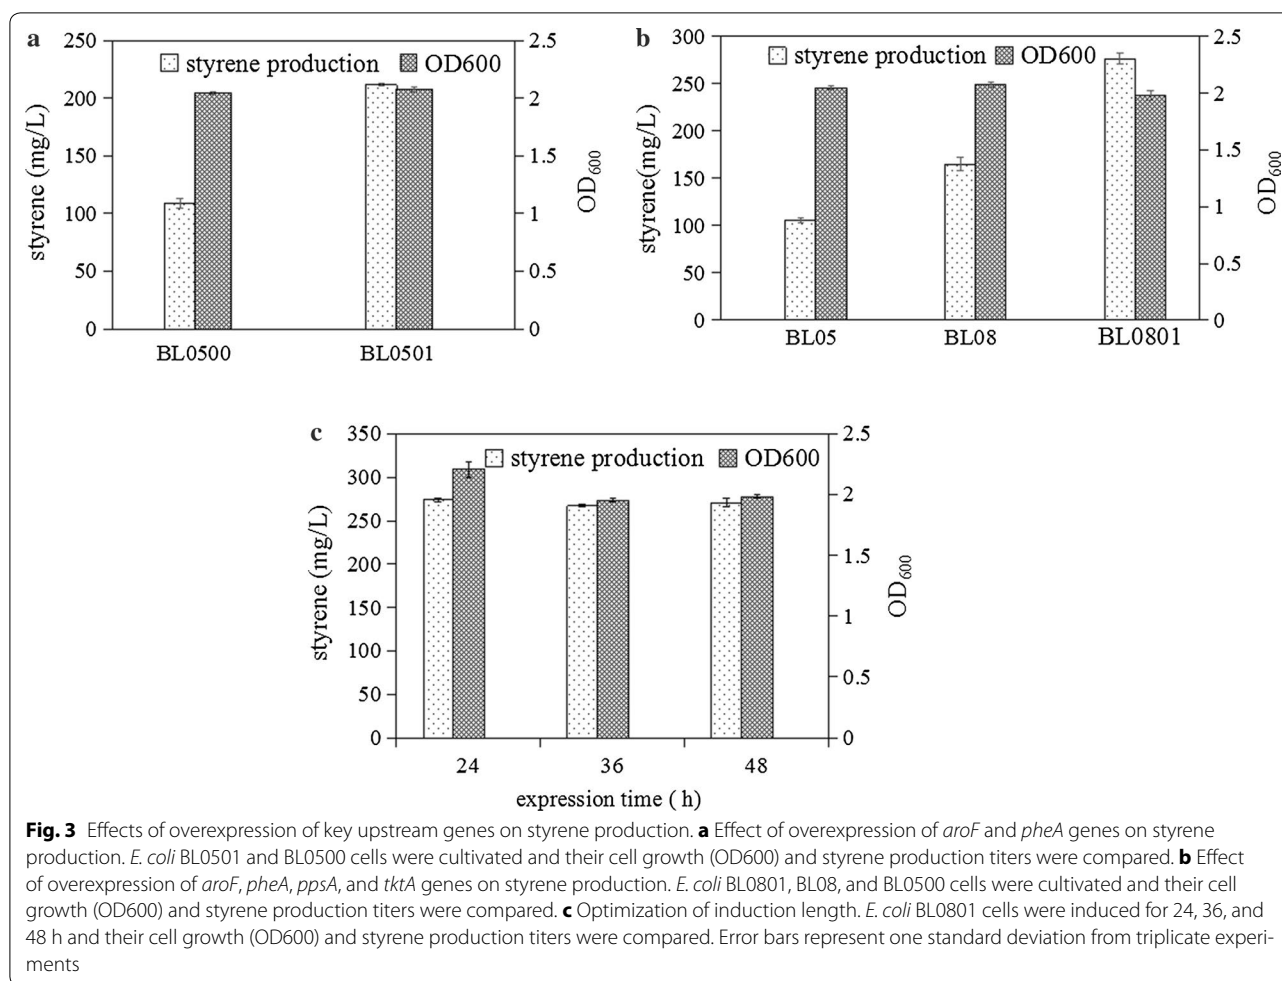 a
styrene production OD600
250
200
150
100
50
0
styrene (mg/L)
2.5
2
1.5
1
0.5
0
OD600
BL0500 BL0501
b
styrene production OD600
300
250
200
150
100
50
0
styrene(mg/L)
2.5
2
1.5
1
0.5
0
OD600
BL05 BL08 BL0801
c
styrene production OD600
350
300
250
200
150
100
50
0
styrene (mg/L)
2.5
2
1.5
1
0.5
0
OD600
24 36 48
expression time ( h)
Fig. 3 Effects of overexpression of key upstream genes on styrene production. a Effect of overexpression of aroF and pheA genes on styrene
production. E. coli BL0501 and BL0500 cells were cultivated and their cell growth (OD600) and styrene production titers were compared. b Effect
of overexpression of aroF, pheA, ppsA, and tktA genes on styrene production. E. coli BL0801, BL08, and BL0500 cells were cultivated and their cell
growth (OD600) and styrene production titers were compared. c Optimization of induction length. E. coli BL0801 cells were induced for 24, 36, and
48 h and their cell growth (OD600) and styrene production titers were compared. Error bars represent one standard deviation from triplicate experi-
ments